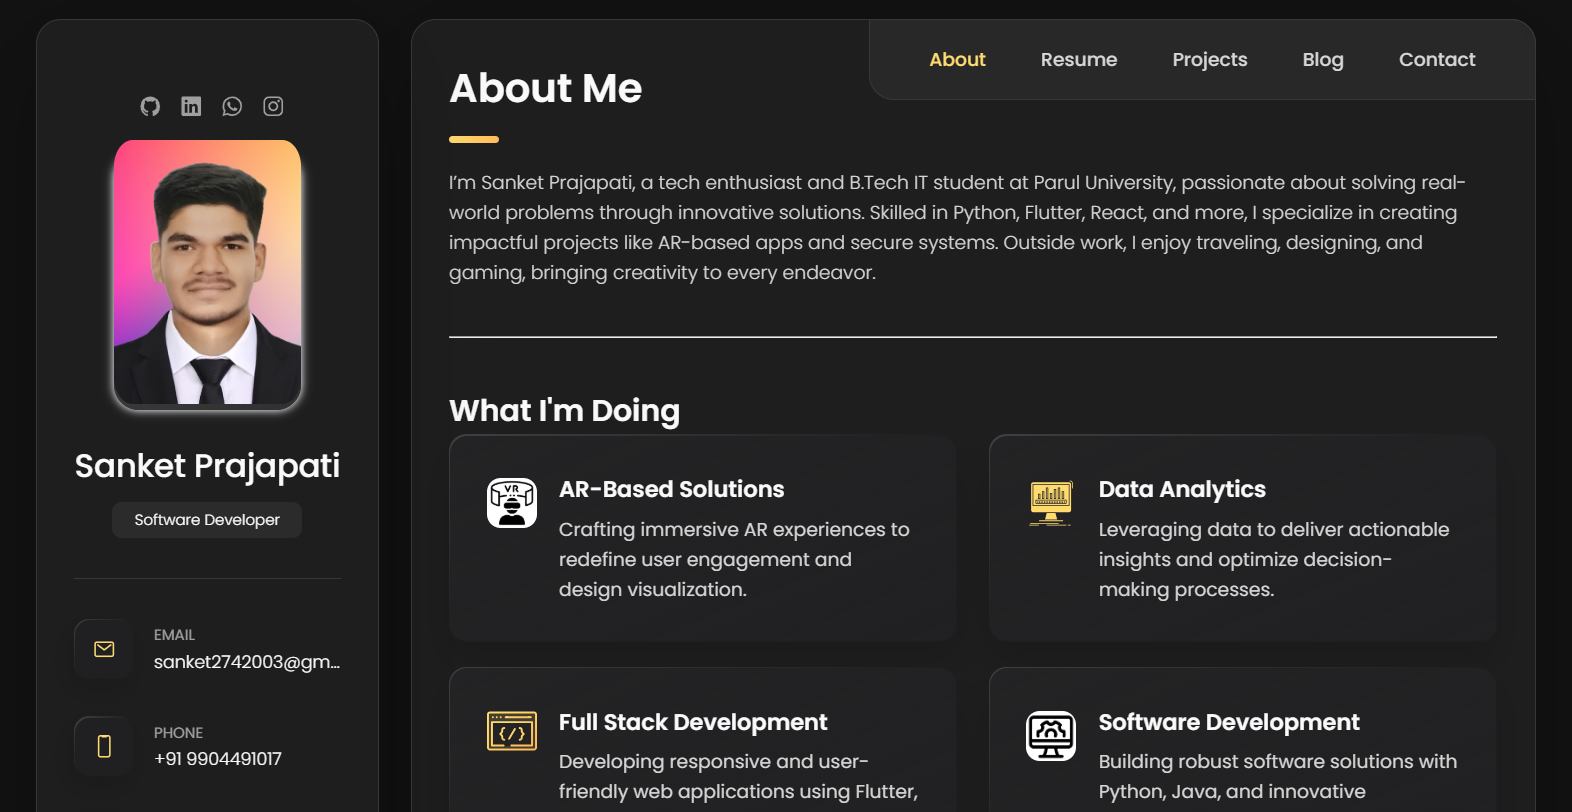 Sanket Prajapati
Software Developer
EMAIL
sanket2742003@gm...
PHONE
+91 9904491017
About
Resume
Projects
Blog
Contact
About Me
I'm Sanket Prajapati, a tech enthusiast and B.Tech IT student at Parul University, passionate about solving real-
world problems through innovative solutions. Skilled in Python, Flutter, React, and more, I specialize in creating
impactful projects like AR-based apps and secure systems. Outside work, I enjoy traveling, designing, and
gaming, bringing creativity to every endeavor.
What I'm Doing
VR
AR-Based Solutions
Crafting immersive AR experiences to
redefine user engagement and
design visualization.
Data Analytics
Leveraging data to deliver actionable
insights and optimize decision-
making processes.
Full Stack Development
Developing responsive and user-
friendly web applications using Flutter,
Software Development
Building robust software solutions with
Python, Java, and innovative